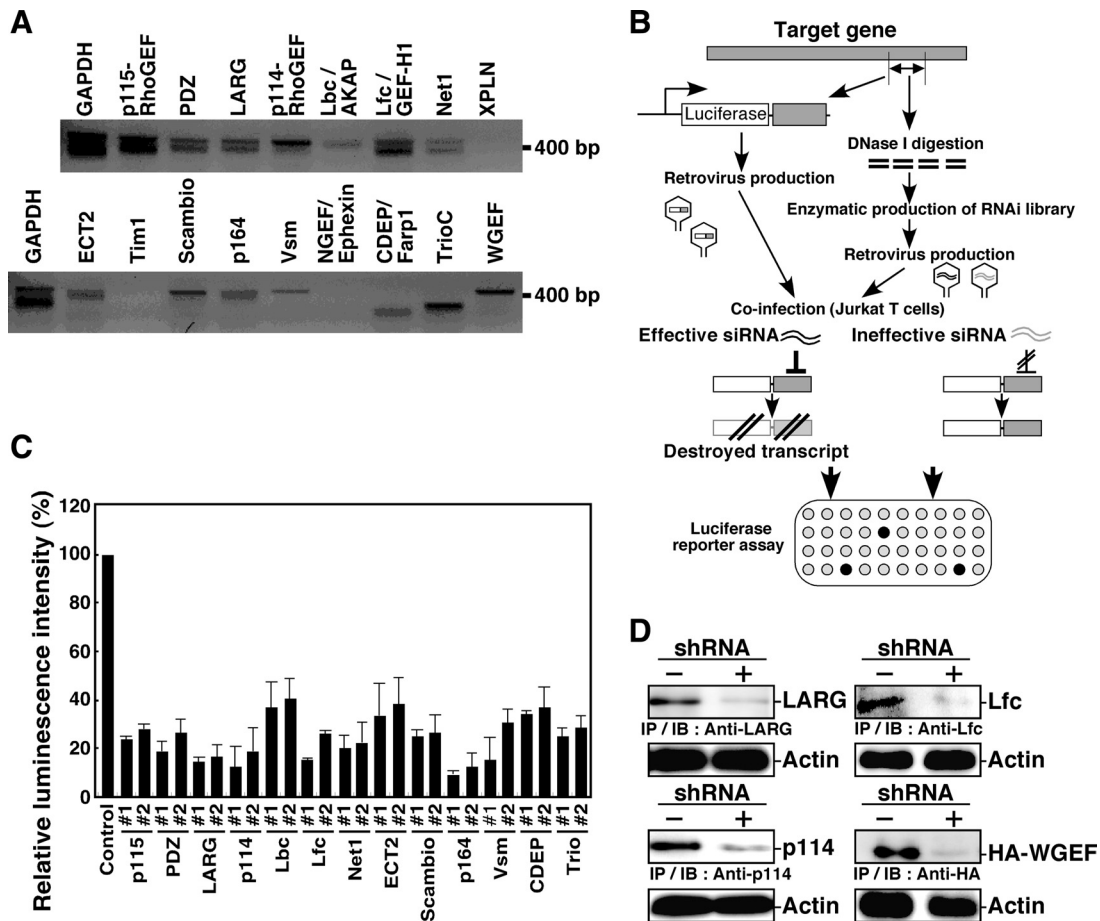 A
GAPDH
p115-
RhoGEF
PDZ
LARG
p114-
RhoGEF
Lbc /
AKAP
Lfc /
GEF-H1
Net1
XPLN
400 bp
GAPDH
ECT2
Tim1
Scambio
p164
Vsm
NGEF/
Ephexin
CDEP/
Farp1
TrioC
WGEF
400 bp
B
Target gene
Luciferase
DNase I digestion
Retrovirus production
Enzymatic production of RNAi library
Retrovirus production
Co-infection (Jurkat T cells)
Effective siRNA
Ineffective siRNA
Destroyed transcript
Luciferase
reporter assay
C
Relative luminescence intensity (%)
120
100
80
60
40
20
0
Control
#1 #2 #1 #2 #1 #2 #1 #2 #1 #2 #1 #2 #1 #2 #1 #2 #1 #2 #1 #2 #1 #2 #1 #2 #1 #2
p115
PDZ
LARG
p114
Lbc
Lfc
Net1
ECT2
Scambio
p164
Vsm
CDEP
Trio
D
shRNA
− +
LARG
IP / IB : Anti-LARG
Actin
shRNA
− +
Lfc
IP / IB : Anti-Lfc
Actin
shRNA
− +
p114
IP / IB : Anti-p114
Actin
shRNA
− +
HA-WGEF
IP / IB : Anti-HA
Actin